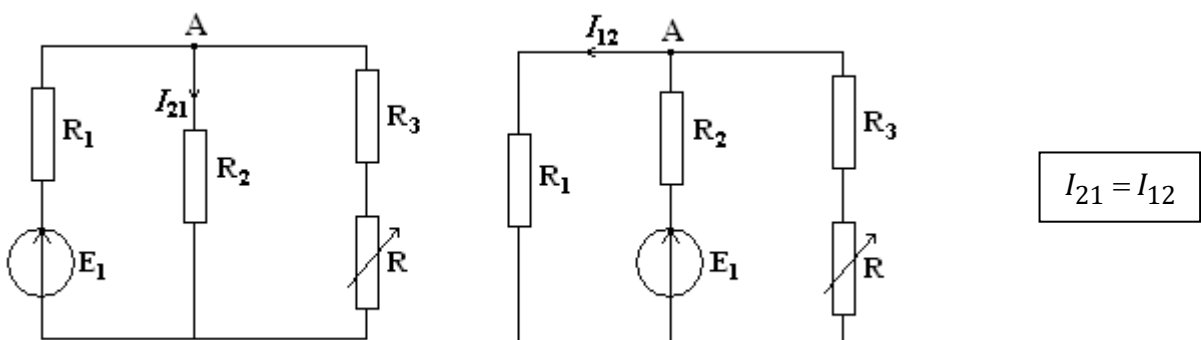 A
R₁
I₂₁
R₂
R₃
E₁
R
I₁₂
A
R₁
R₂
R₃
E₁
R
I₂₁ = I₁₂